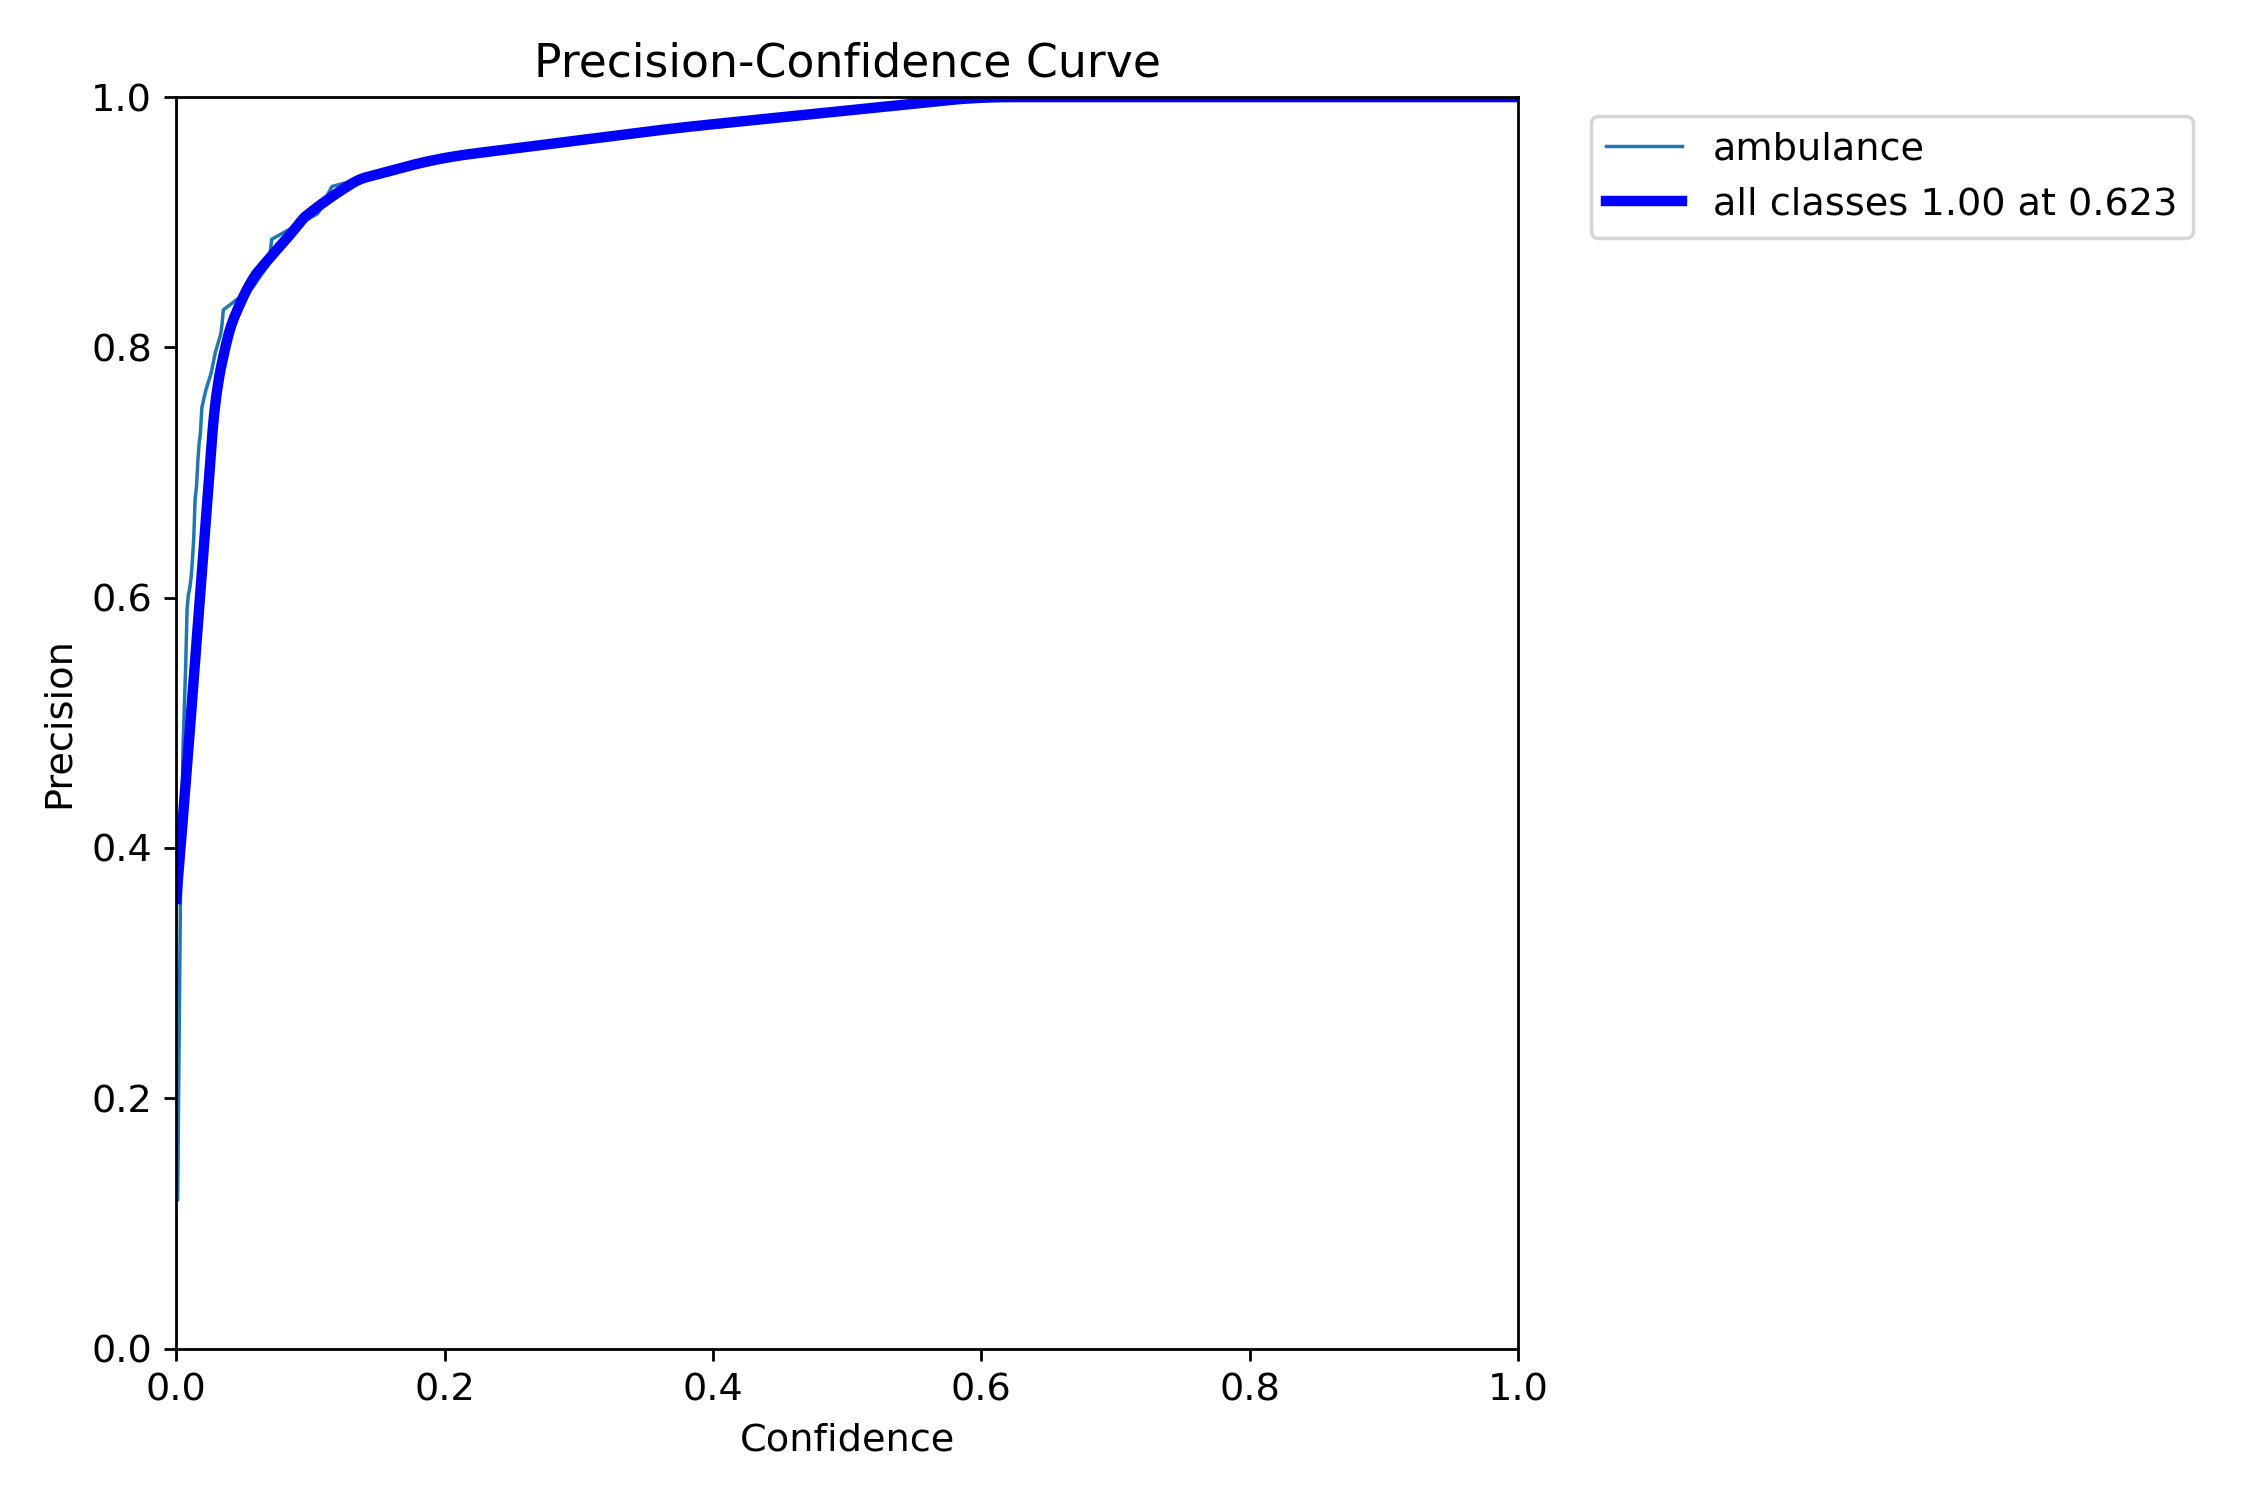 Precision-Confidence Curve
1.0
0.8
0.6
0.4
0.2
0.0
Precision
0.0 0.2 0.4 0.6 0.8 1.0
Confidence
ambulance
all classes 1.00 at 0.623